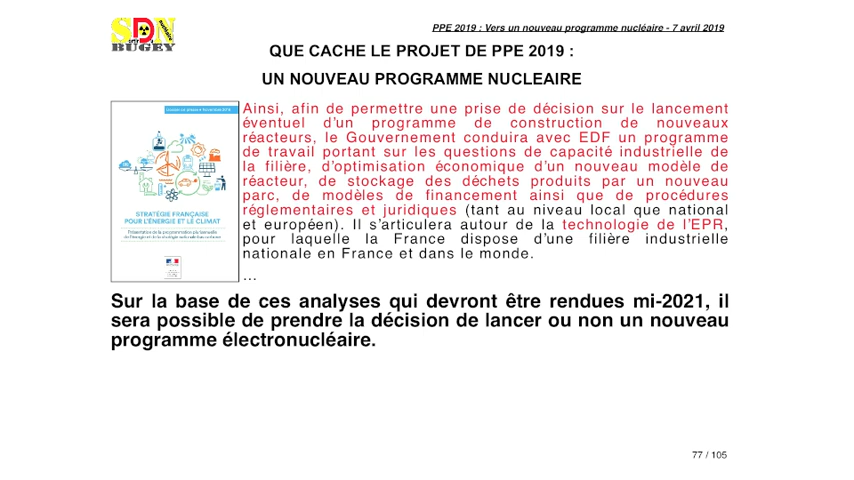 SDN
BUGEY
PPE 2019 : Vers un nouveau programme nucléaire - 7 avril 2019
QUE CACHE LE PROJET DE PPE 2019 :
UN NOUVEAU PROGRAMME NUCLEAIRE
STRATÉGIE FRANÇAISE
POUR L'ÉNERGIE ET LE CLIMAT
Ainsi, afin de permettre une prise de décision sur le lancement
éventuel d'un programme de construction de nouveaux
réacteurs, le Gouvernement conduira avec EDF un programme
de travail portant sur les questions de capacité industrielle de
la filière, d'optimisation économique d'un nouveau modèle de
réacteur, de stockage des déchets produits par un nouveau
parc, de modèles de financement ainsi que de procédures
réglementaires et juridiques (tant au niveau local que national
et européen). Il s'articulera autour de la technologie de l'EPR,
pour laquelle la France dispose d'une filière industrielle
nationale en France et dans le monde.
...
Sur la base de ces analyses qui devront être rendues mi-2021, il
sera possible de prendre la décision de lancer ou non un nouveau
programme électronucléaire.
77 / 105